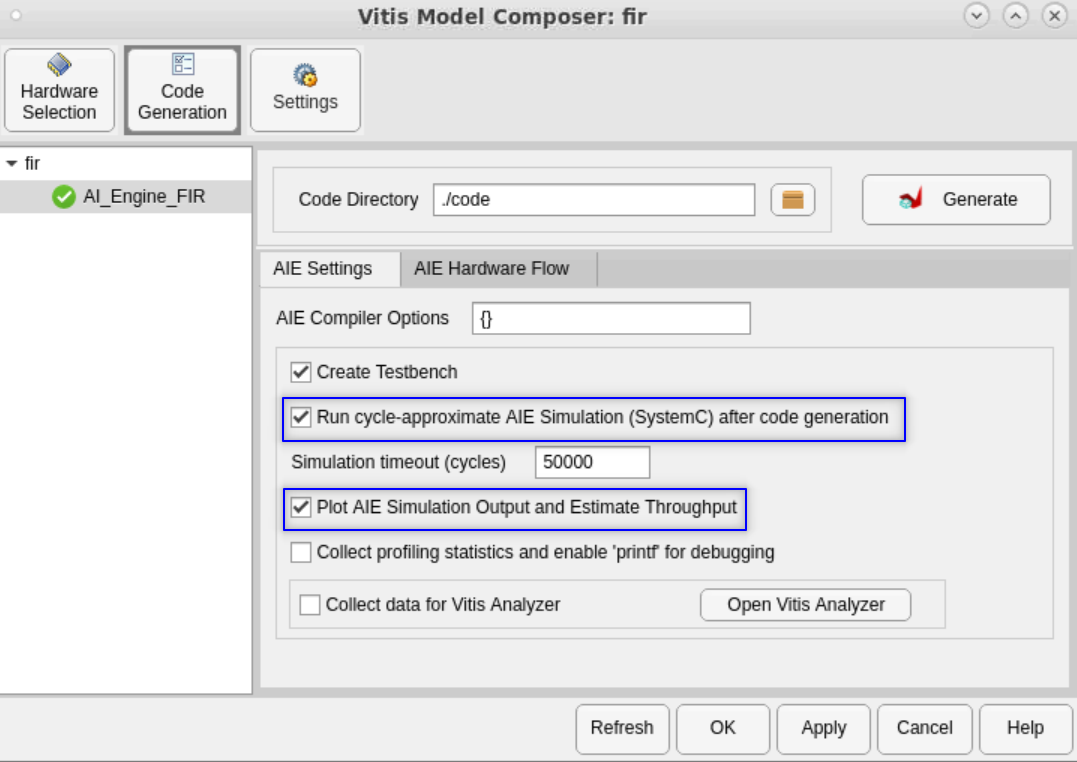 Vitis Model Composer: fir
Hardware Selection
Code Generation
Settings
fir
AI_Engine_FIR
Code Directory ./code
Generate
AIE Settings
AIE Hardware Flow
AIE Compiler Options {}
Create Testbench
Run cycle-approximate AIE Simulation (SystemC) after code generation
Simulation timeout (cycles) 50000
Plot AIE Simulation Output and Estimate Throughput
Collect profiling statistics and enable 'printf' for debugging
Collect data for Vitis Analyzer
Open Vitis Analyzer
Refresh
OK
Apply
Cancel
Help